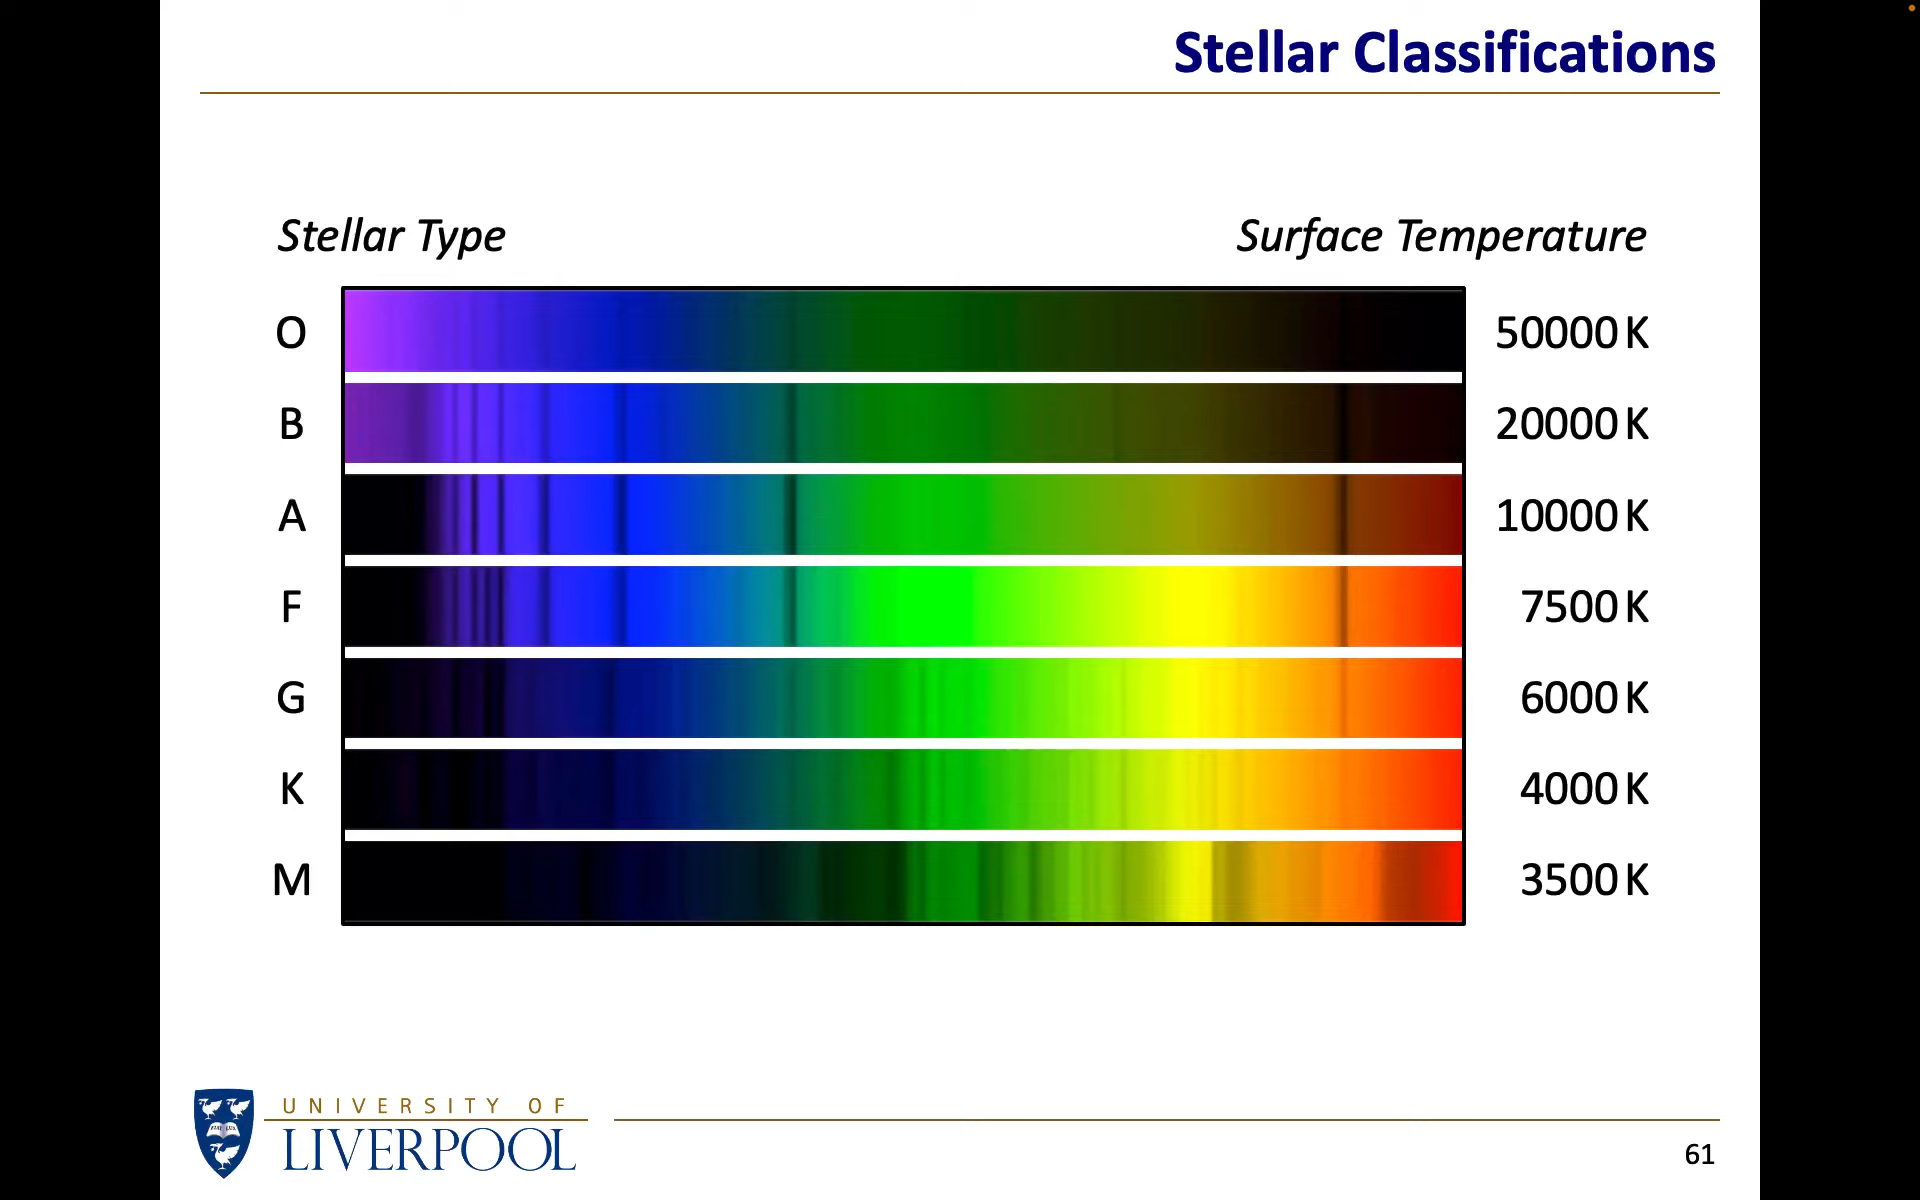 Stellar Classifications
Stellar Type
Surface Temperature
O
50000 K
B
20000 K
A
10000 K
F
7500 K
G
6000 K
K
4000 K
M
3500 K
UNIVERSITY OF
LIVERPOOL
61